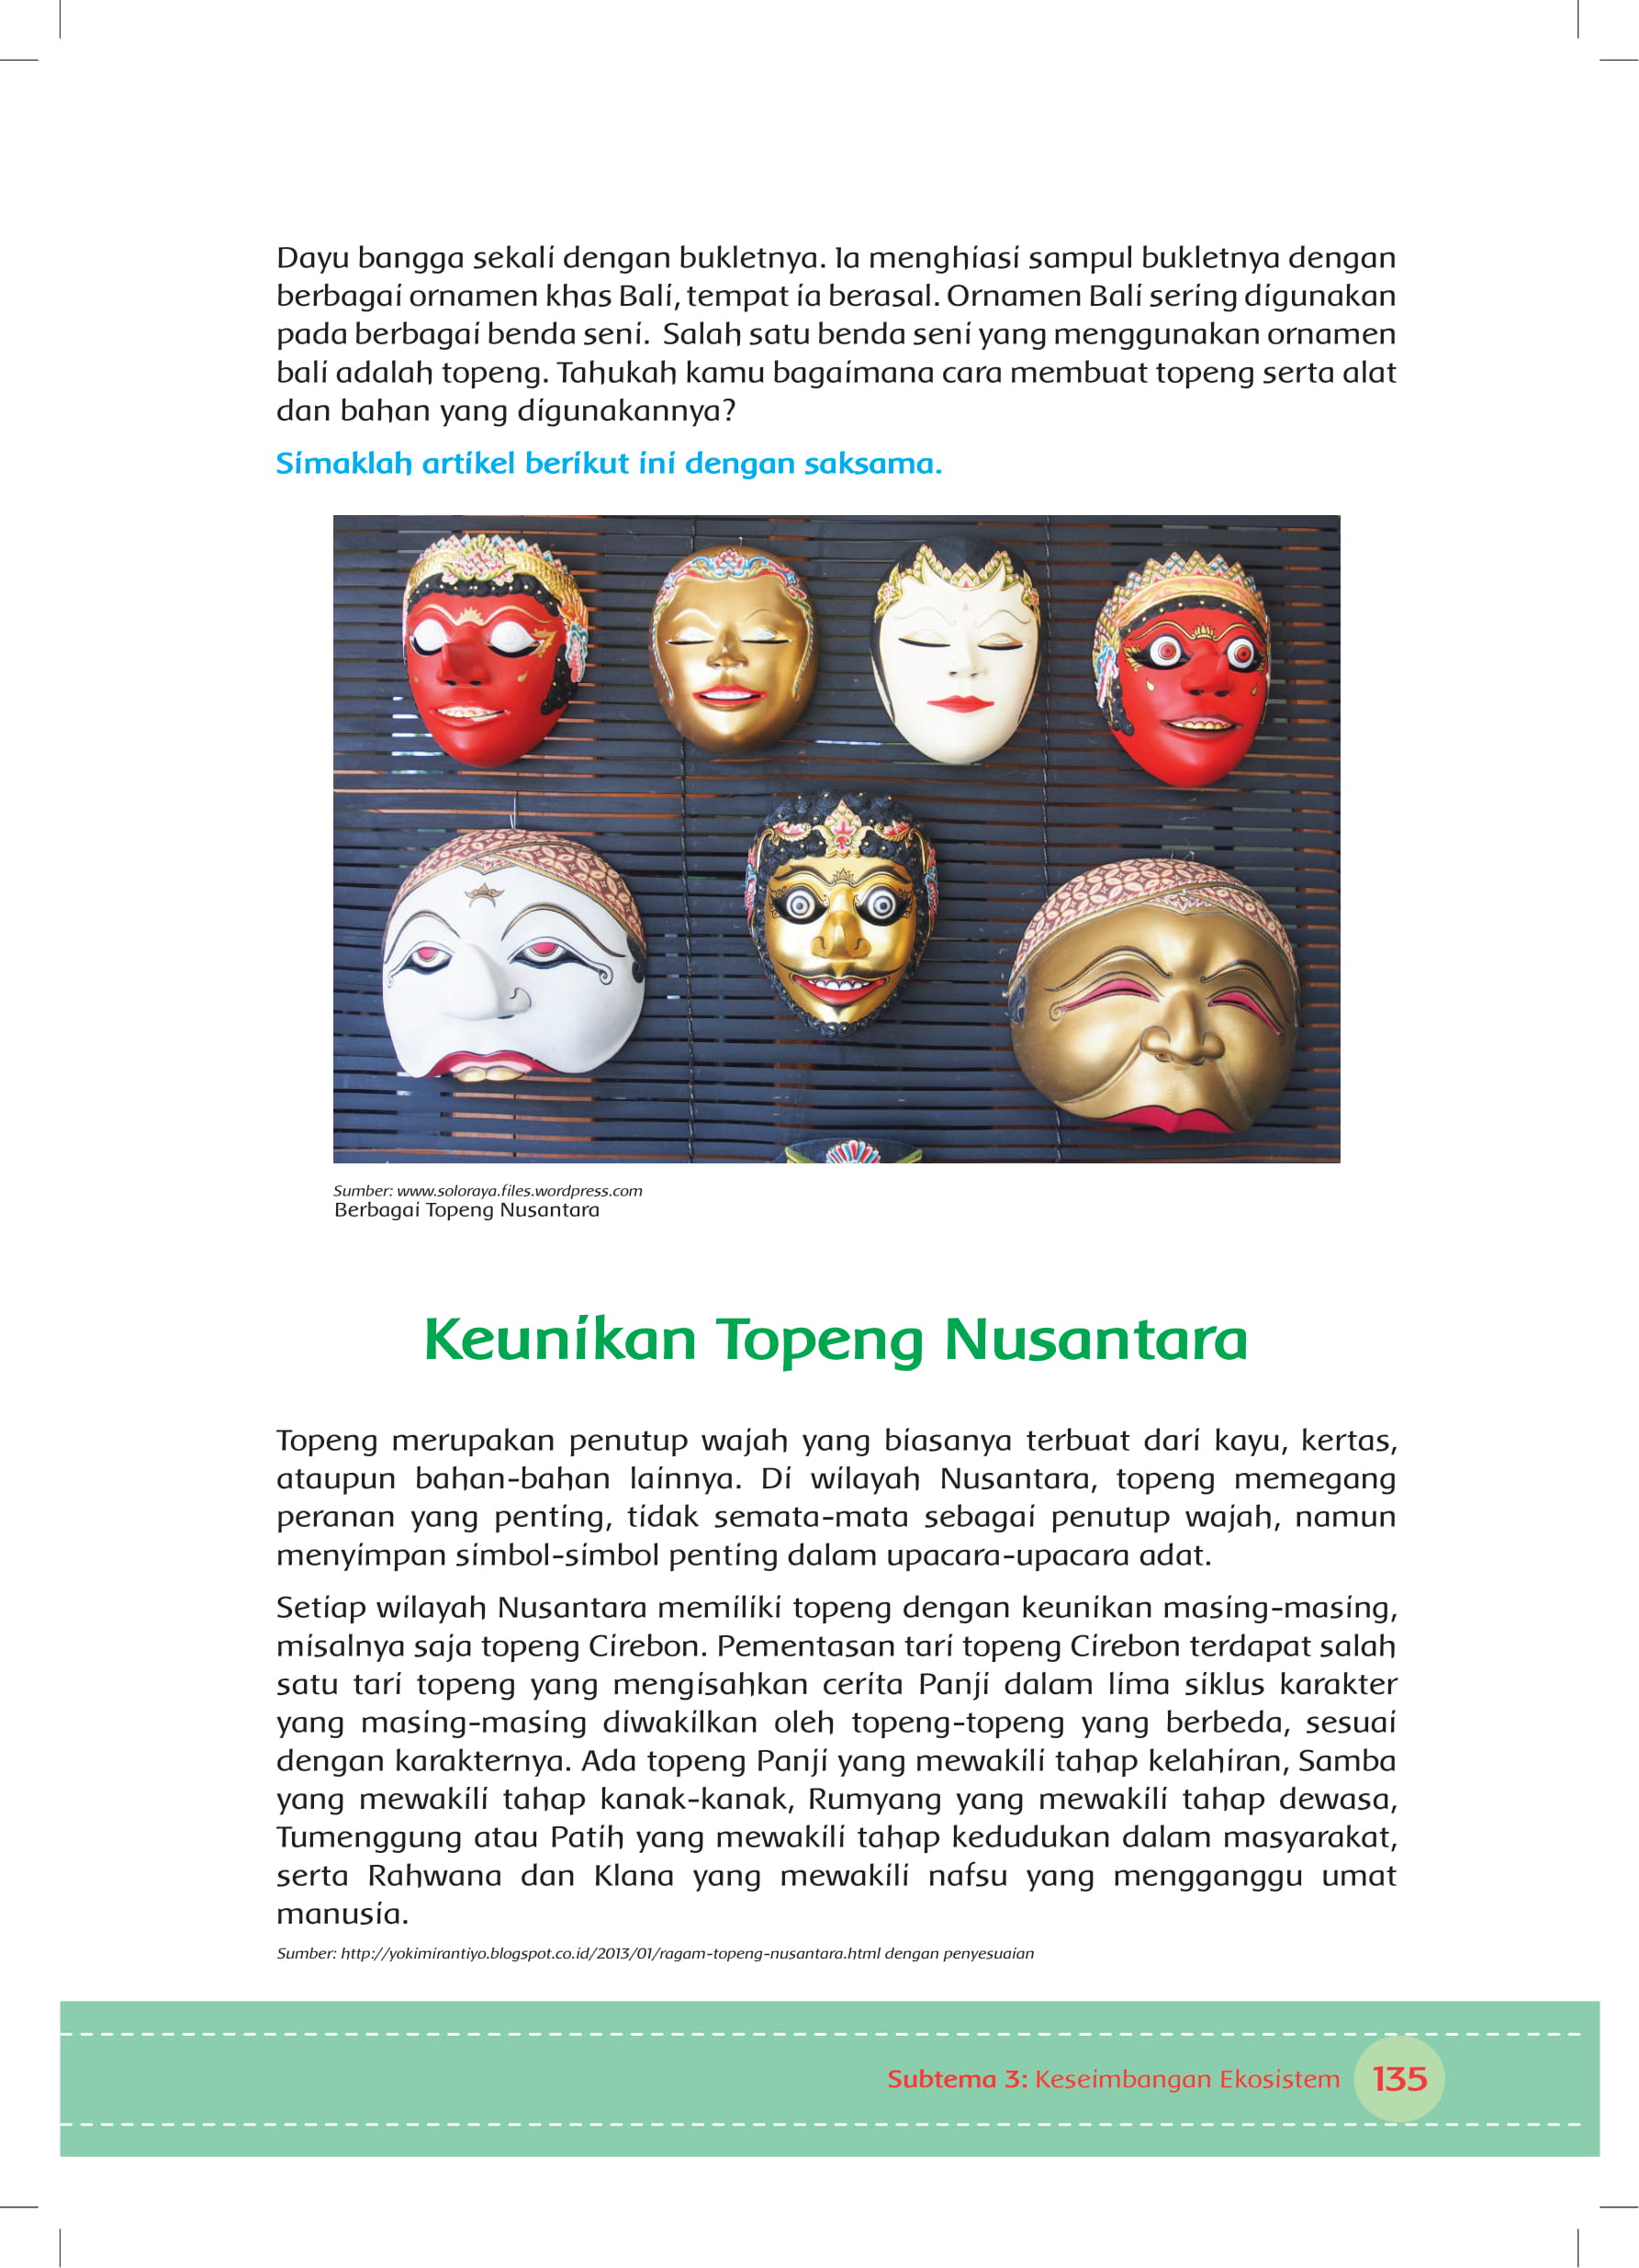 Dayu bangga sekali dengan bukletnya. Ia menghiasi sampul bukletnya dengan
berbagai ornamen khas Bali, tempat ia berasal. Ornamen Bali sering digunakan
pada berbagai benda seni. Salah satu benda seni yang menggunakan ornamen
bali adalah topeng. Tahukah kamu bagaimana cara membuat topeng serta alat
dan bahan yang digunakannya?
Simaklah artikel berikut ini dengan saksama.
Sumber: www.soloraya.files.wordpress.com
Berbagai Topeng Nusantara
Keunikan Topeng Nusantara
Topeng merupakan penutup wajah yang biasanya terbuat dari kayu, kertas,
ataupun bahan-bahan lainnya. Di wilayah Nusantara, topeng memegang
peranan yang penting, tidak semata-mata sebagai penutup wajah, namun
menyimpan simbol-simbol penting dalam upacara-upacara adat.
Setiap wilayah Nusantara memiliki topeng dengan keunikan masing-masing,
misalnya saja topeng Cirebon. Pementasan tari topeng Cirebon terdapat salah
satu tari topeng yang mengisahkan cerita Panji dalam lima siklus karakter
yang masing-masing diwakilkan oleh topeng-topeng yang berbeda, sesuai
dengan karakternya. Ada topeng Panji yang mewakili tahap kelahiran, Samba
yang mewakili tahap kanak-kanak, Rumyang yang mewakili tahap dewasa,
Tumenggung atau Patih yang mewakili tahap kedudukan dalam masyarakat,
serta Rahwana dan Klana yang mewakili nafsu yang mengganggu umat
manusia.
Sumber: http://yokimirantiyo.blogspot.co.id/2013/01/ragam-topeng-nusantara.html dengan penyesuaian
Subtema 3: Keseimbangan Ekosistem 135